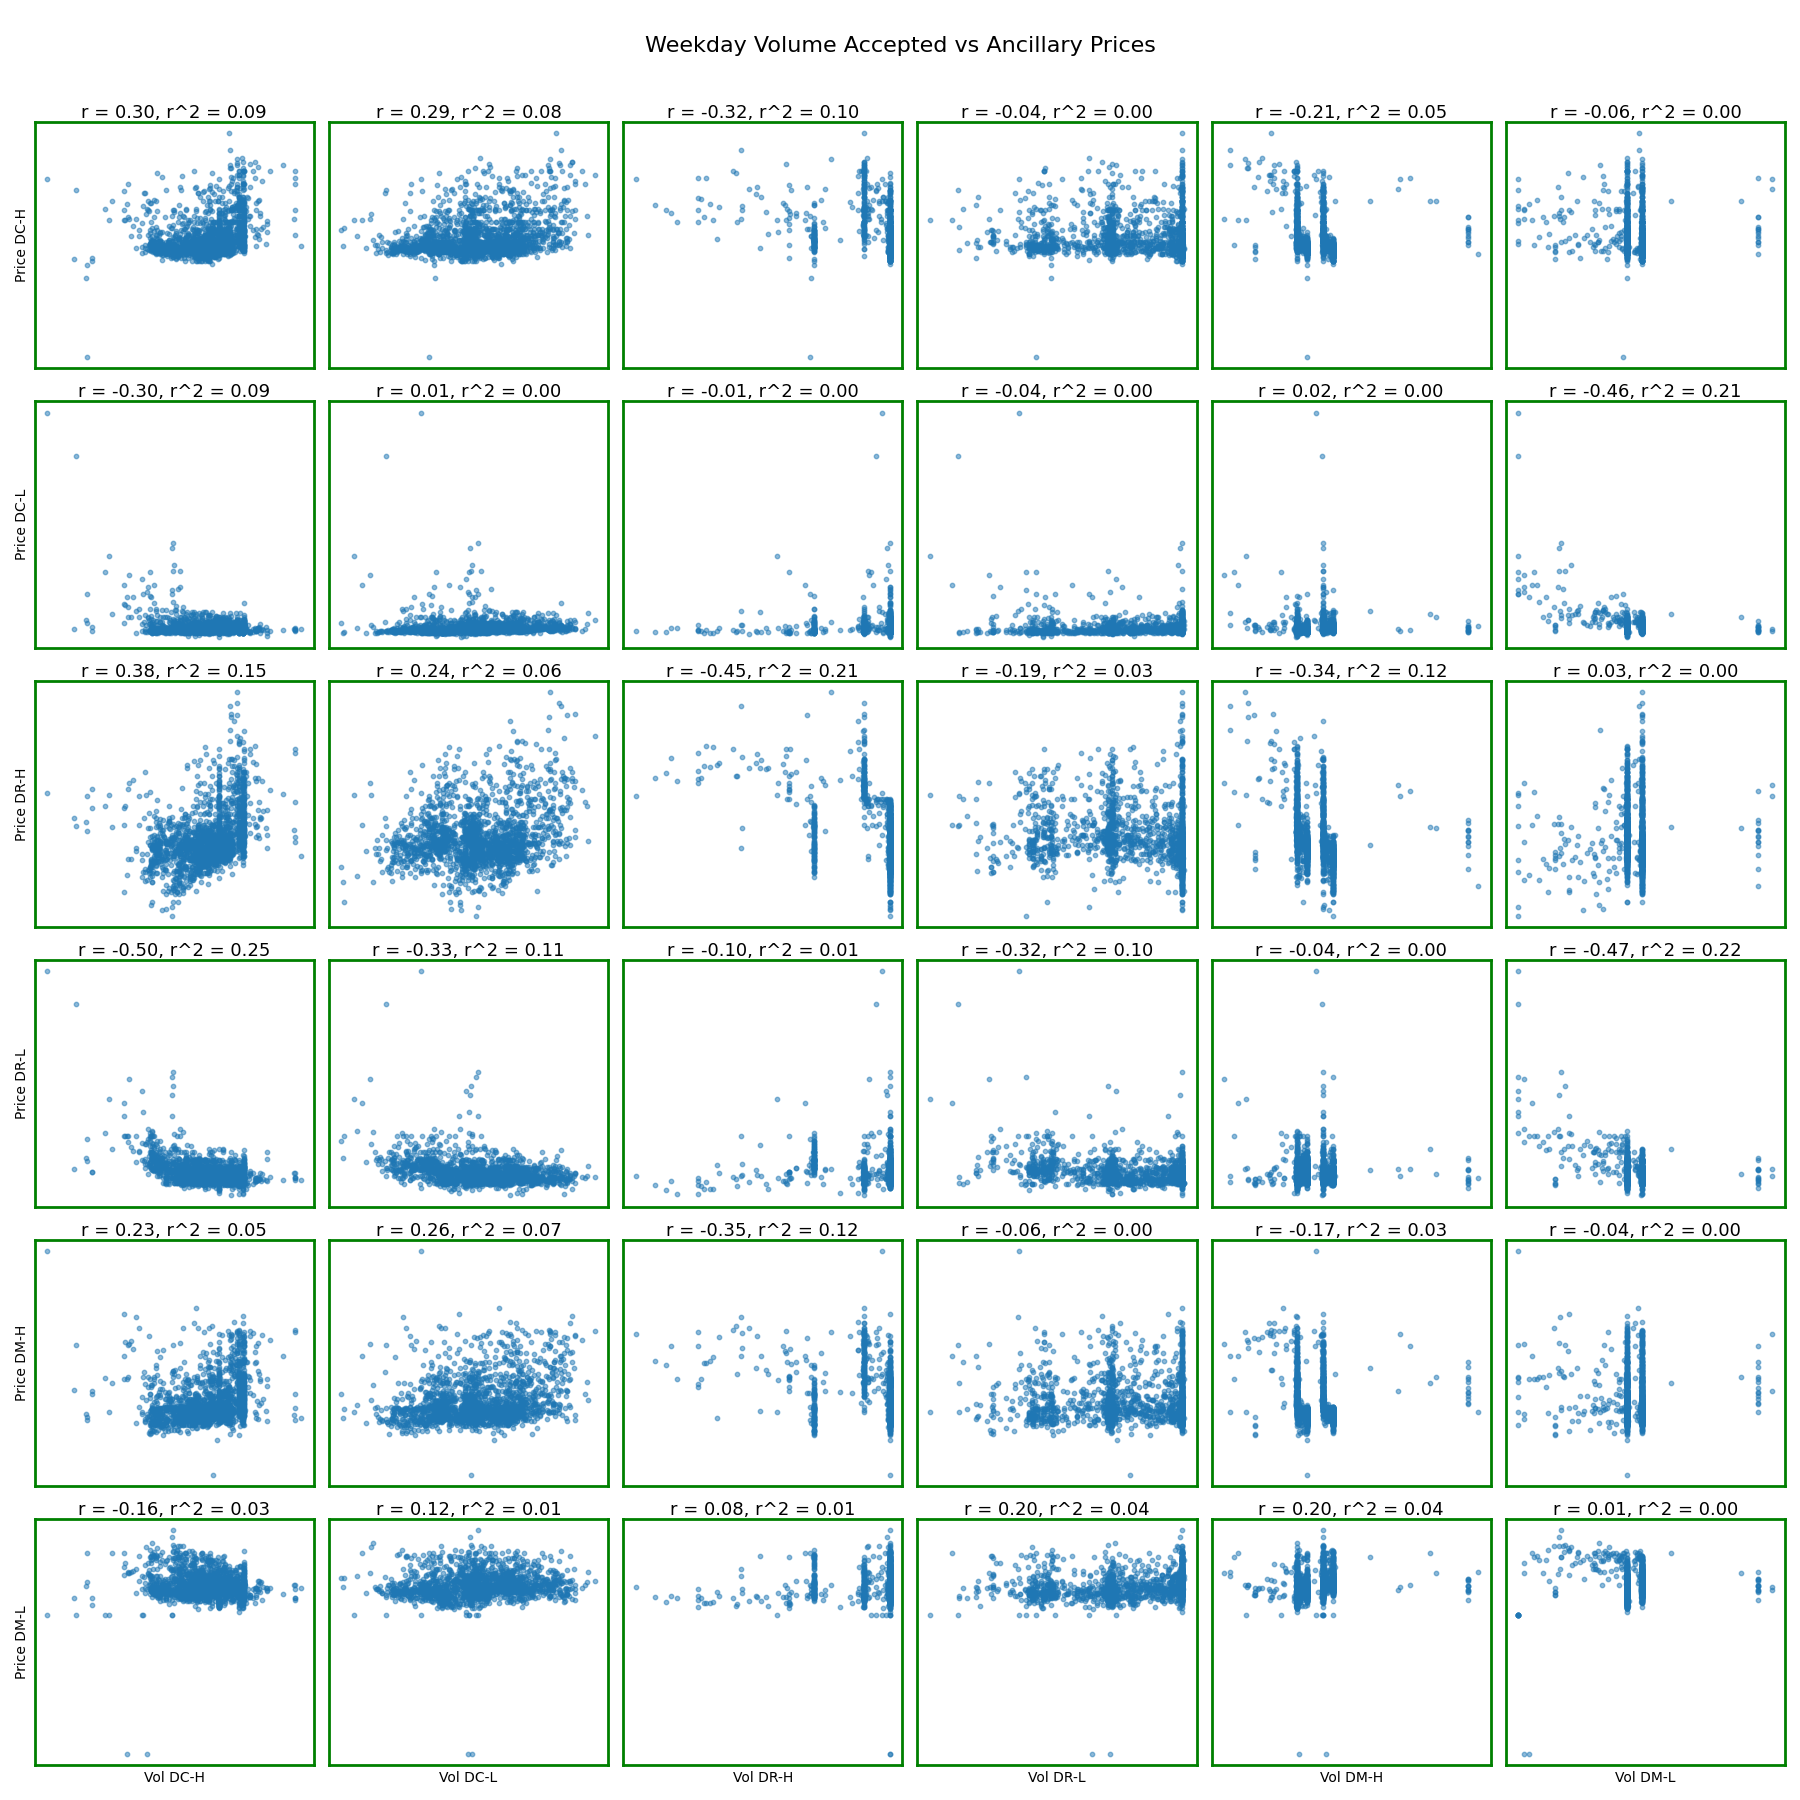 Weekday Volume Accepted vs Ancillary Prices
r = 0.30, r^2 = 0.09
r = 0.29, r^2 = 0.08
r = -0.32, r^2 = 0.10
r = -0.04, r^2 = 0.00
r = -0.21, r^2 = 0.05
r = -0.06, r^2 = 0.00
Price DC-H
r = -0.30, r^2 = 0.09
r = 0.01, r^2 = 0.00
r = -0.01, r^2 = 0.00
r = -0.04, r^2 = 0.00
r = 0.02, r^2 = 0.00
r = -0.46, r^2 = 0.21
Price DC-L
r = 0.38, r^2 = 0.15
r = 0.24, r^2 = 0.06
r = -0.45, r^2 = 0.21
r = -0.19, r^2 = 0.03
r = -0.34, r^2 = 0.12
r = 0.03, r^2 = 0.00
Price DR-H
r = -0.50, r^2 = 0.25
r = -0.33, r^2 = 0.11
r = -0.10, r^2 = 0.01
r = -0.32, r^2 = 0.10
r = -0.04, r^2 = 0.00
r = -0.47, r^2 = 0.22
Price DR-L
r = 0.23, r^2 = 0.05
r = 0.26, r^2 = 0.07
r = -0.35, r^2 = 0.12
r = -0.06, r^2 = 0.00
r = -0.17, r^2 = 0.03
r = -0.04, r^2 = 0.00
Price DM-H
r = -0.16, r^2 = 0.03
r = 0.12, r^2 = 0.01
r = 0.08, r^2 = 0.01
r = 0.20, r^2 = 0.04
r = 0.20, r^2 = 0.04
r = 0.01, r^2 = 0.00
Price DM-L
Vol DC-H
Vol DC-L
Vol DR-H
Vol DR-L
Vol DM-H
Vol DM-L